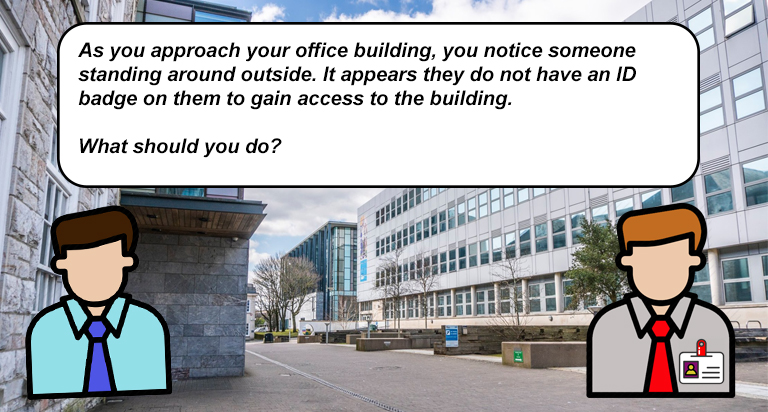 As you approach your office building, you notice someone
standing around outside. It appears they do not have an ID
badge on them to gain access to the building.
What should you do?